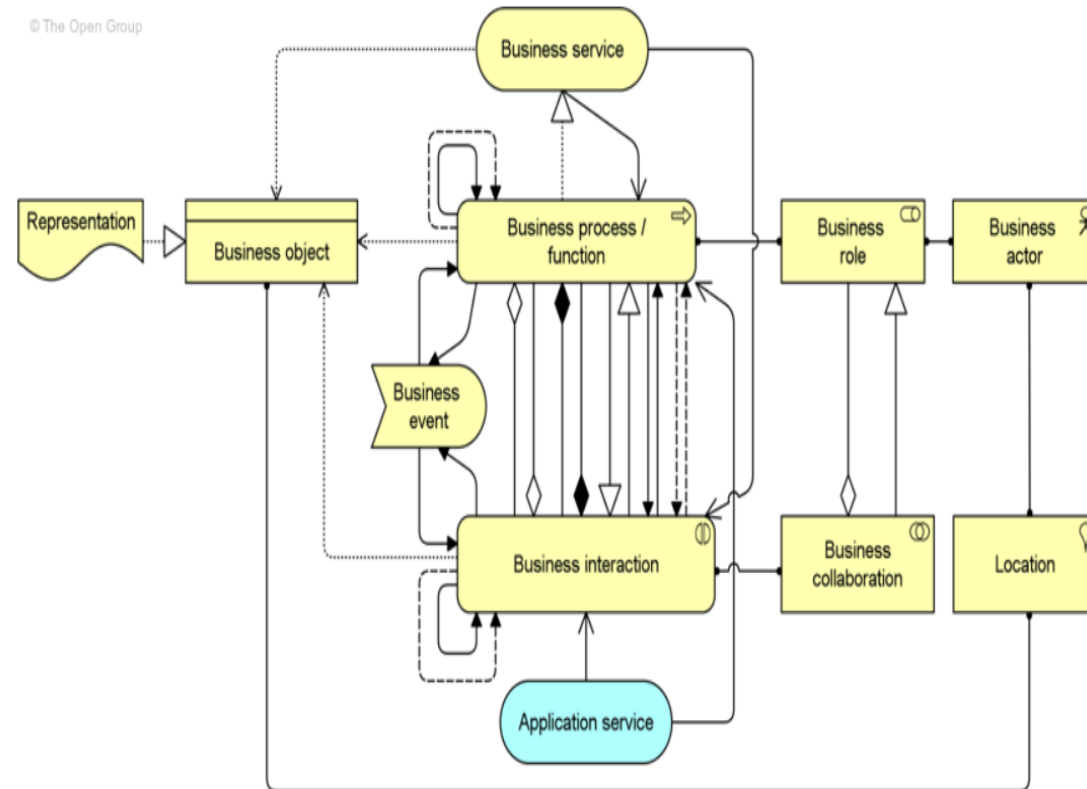 © The Open Group
Business service
Representation
Business object
Business process /
function
Business
role
Business
actor
Business
event
Business interaction
Business
collaboration
Location
Application service